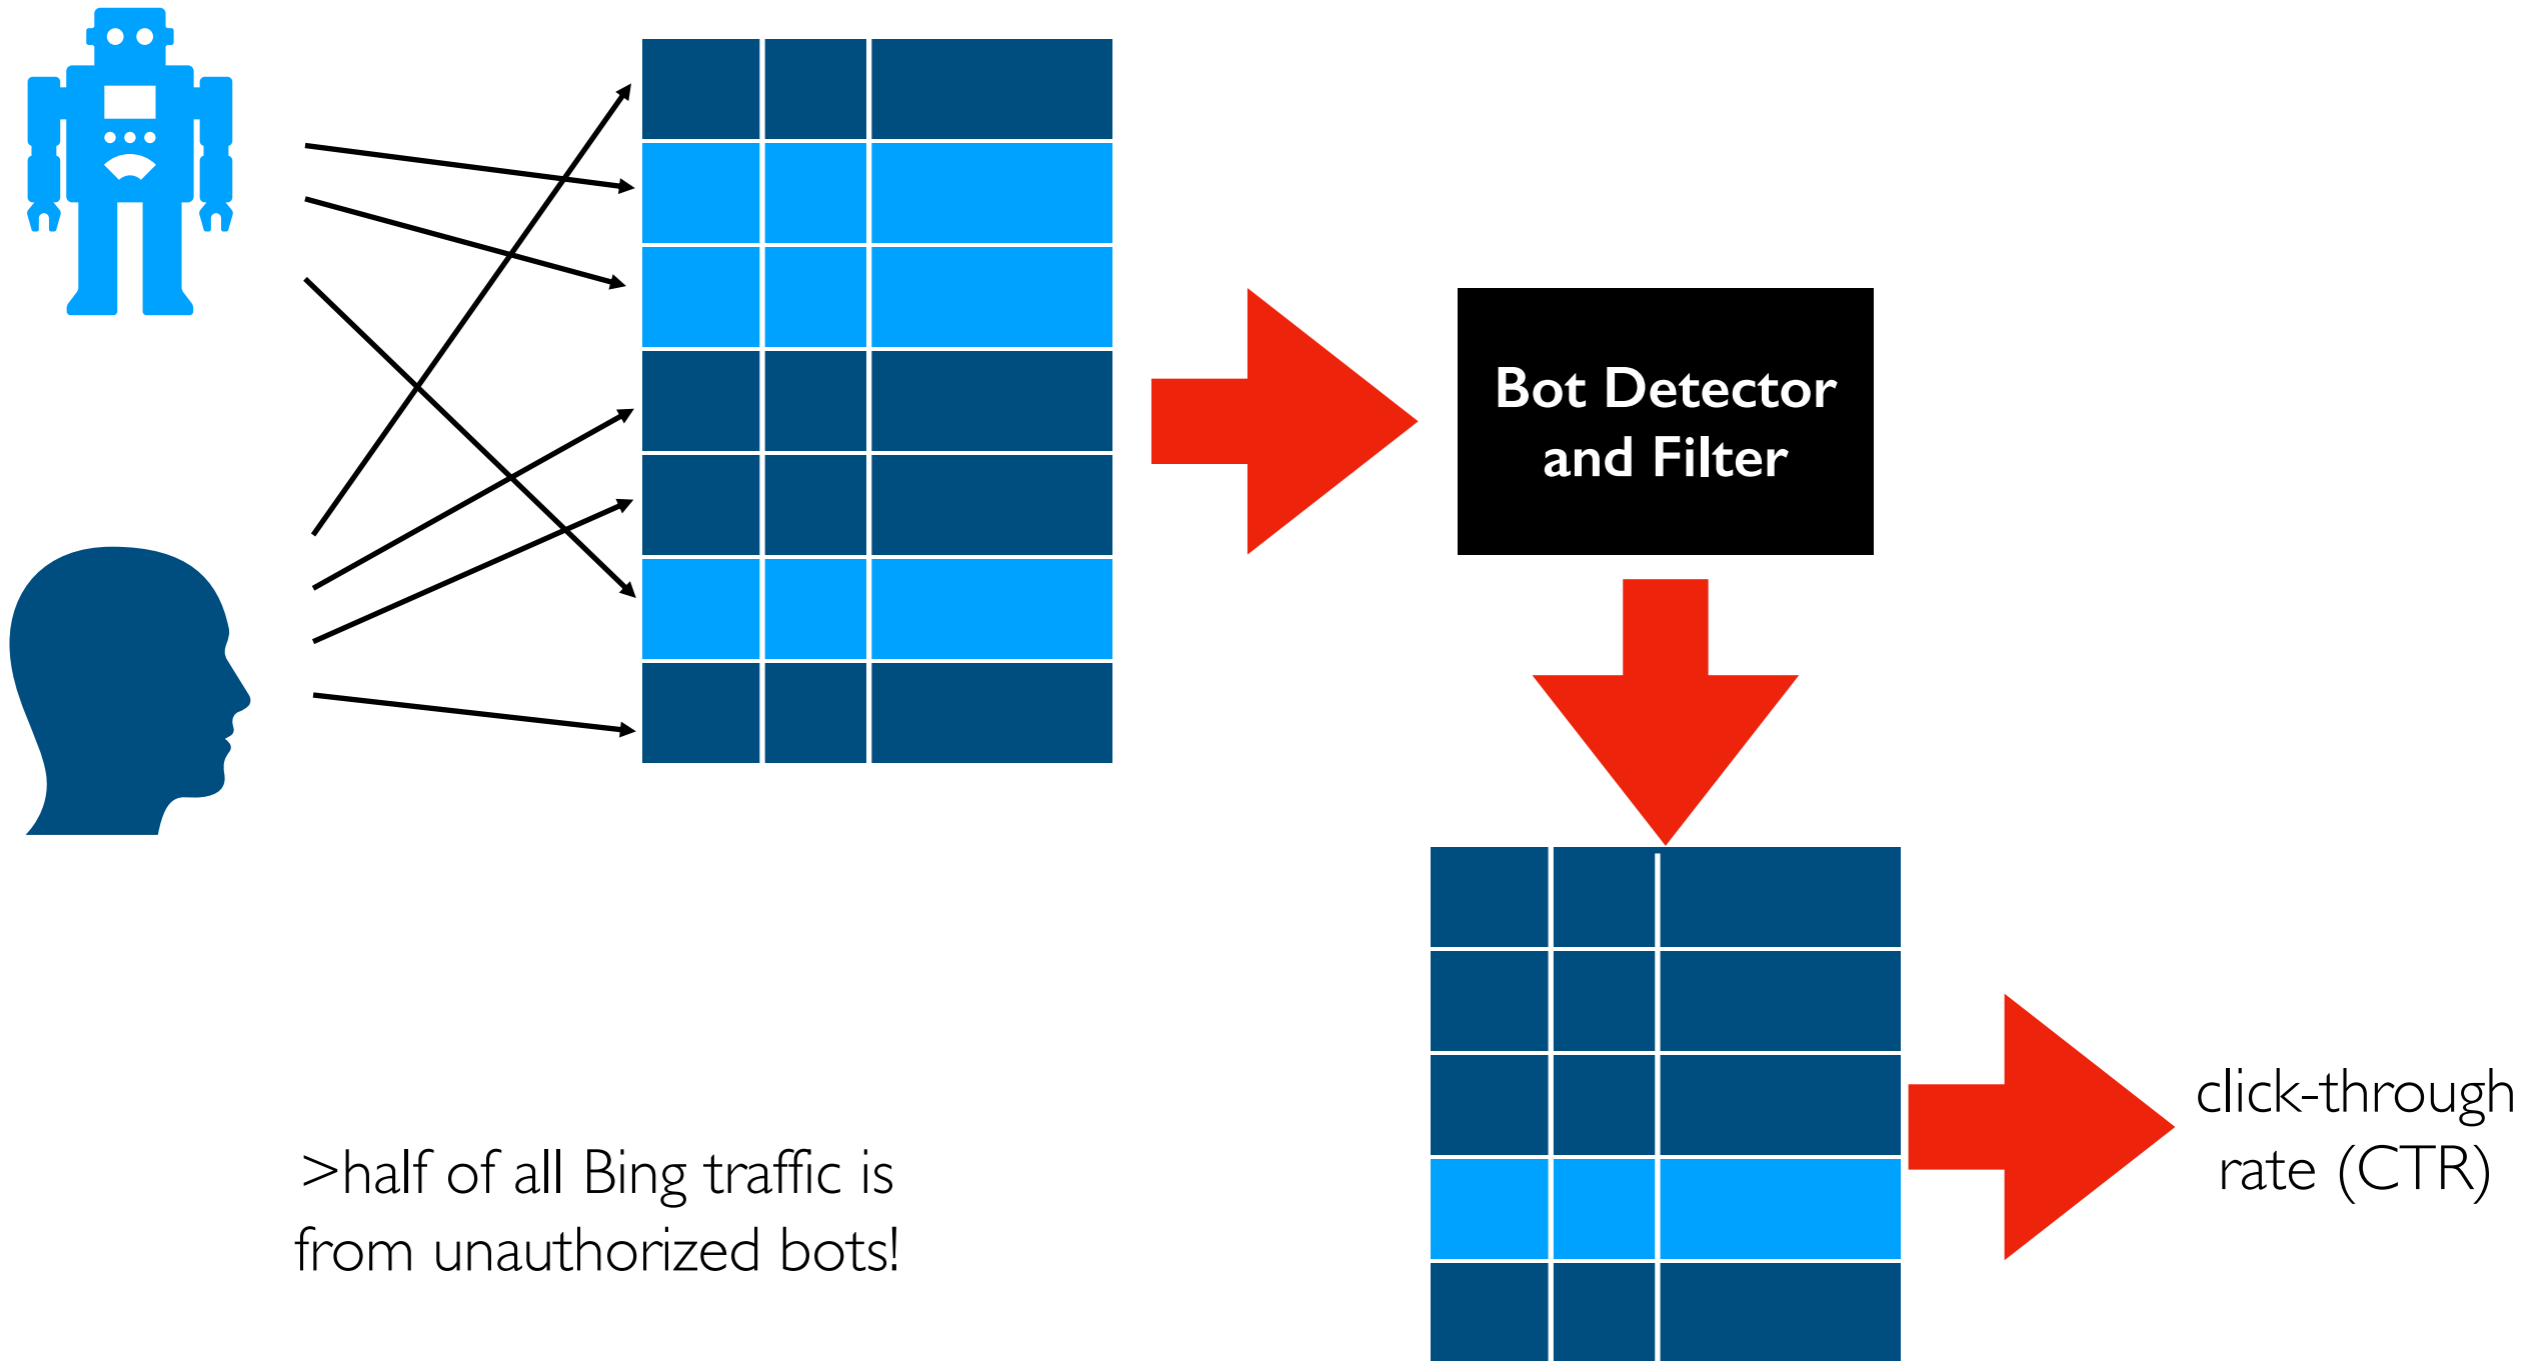 Bot Detector
and Filter
click-through
rate (CTR)
>half of all Bing traffic is
from unauthorized bots!